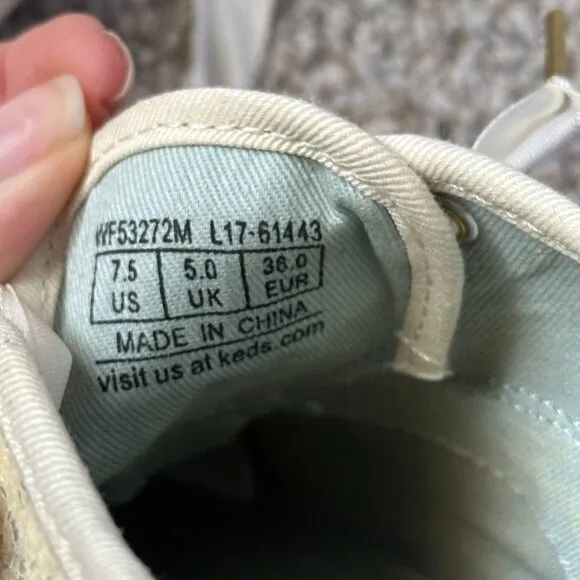 WF53272M L17-61443
7.5 5.0 38.0
US UK EUR
MADE IN CHINA
visit us at keds.com